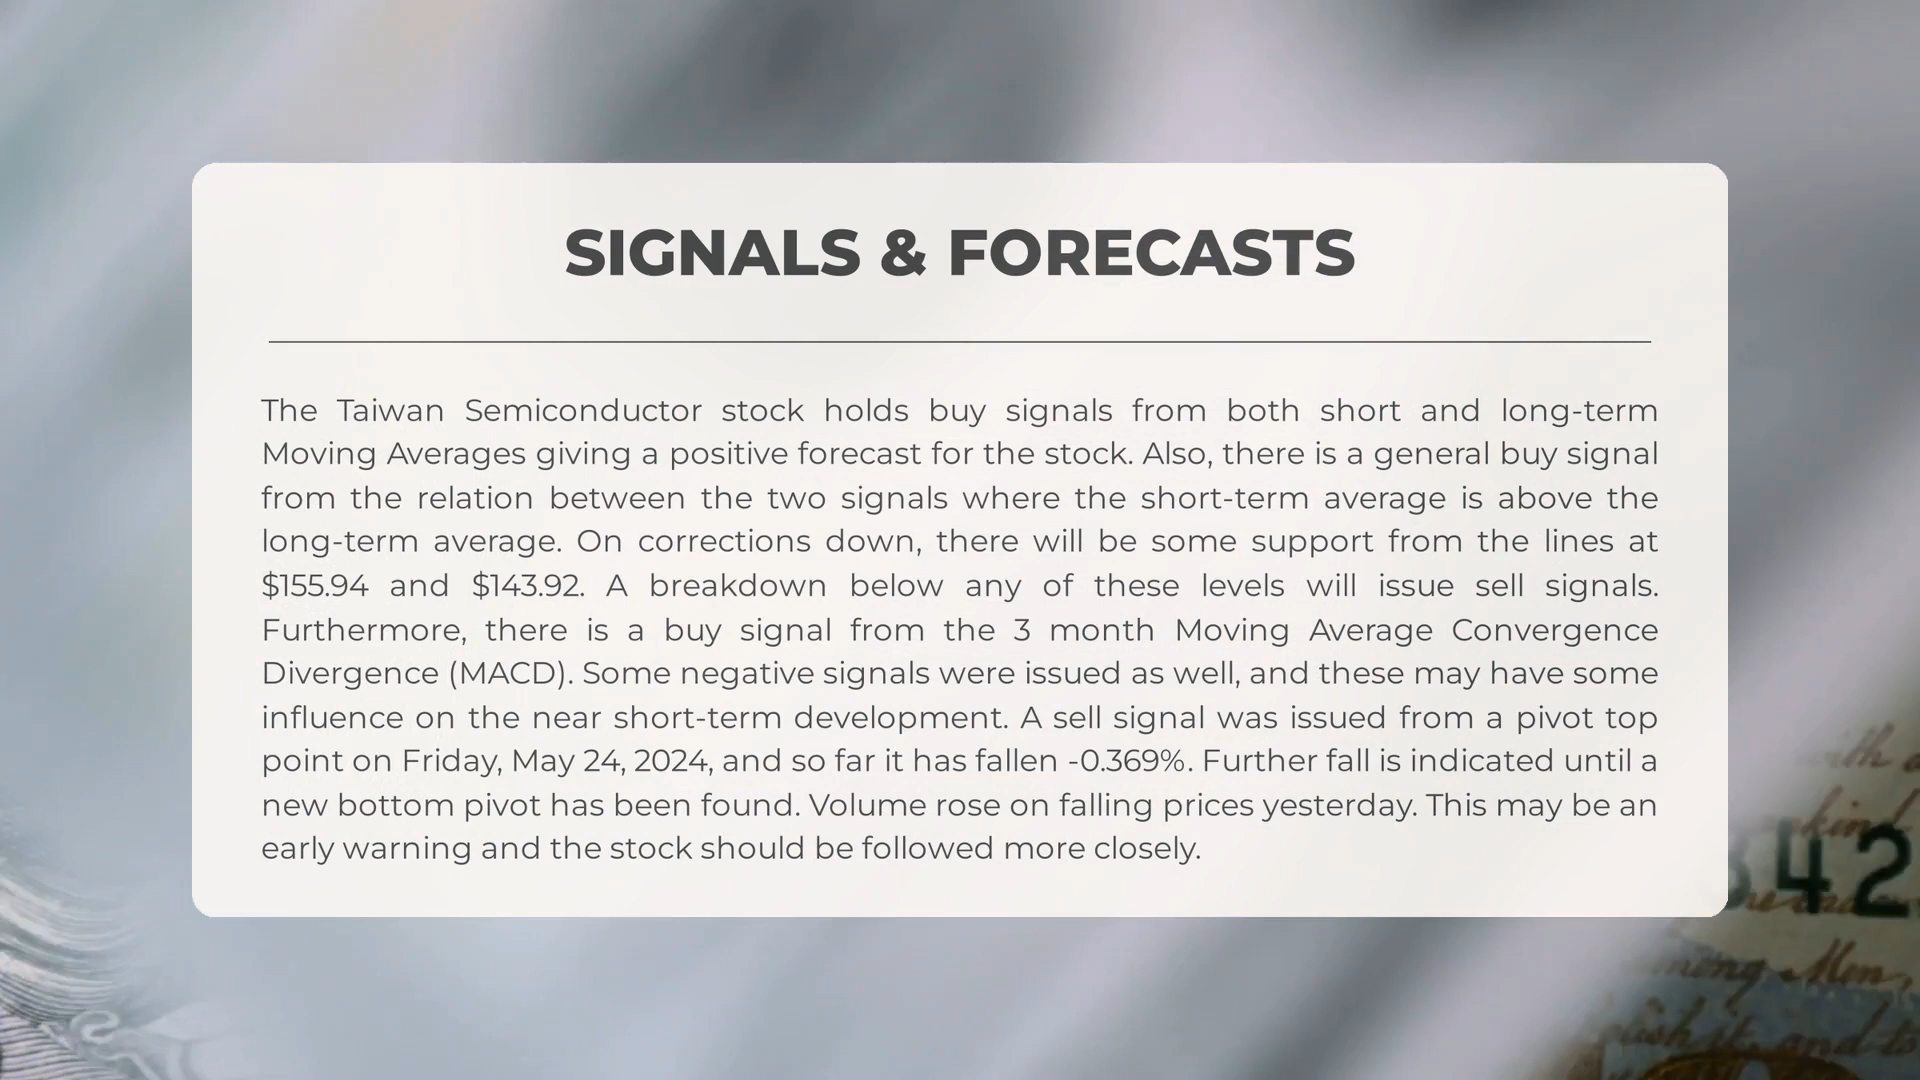 SIGNALS & FORECASTS
The Taiwan Semiconductor stock holds buy signals from both short and long-term
Moving Averages giving a positive forecast for the stock. Also, there is a general buy signal
from the relation between the two signals where the short-term average is above the
long-term average. On corrections down, there will be some support from the lines at
$155.94 and $143.92. A breakdown below any of these levels will issue sell signals.
Furthermore, there is a buy signal from the 3 month Moving Average Convergence
Divergence (MACD). Some negative signals were issued as well, and these may have some
influence on the near short-term development. A sell signal was issued from a pivot top
point on Friday, May 24, 2024, and so far it has fallen -0.369%. Further fall is indicated until a
new bottom pivot has been found. Volume rose on falling prices yesterday. This may be an
early warning and the stock should be followed more closely.
kind
42
among Men,
and to